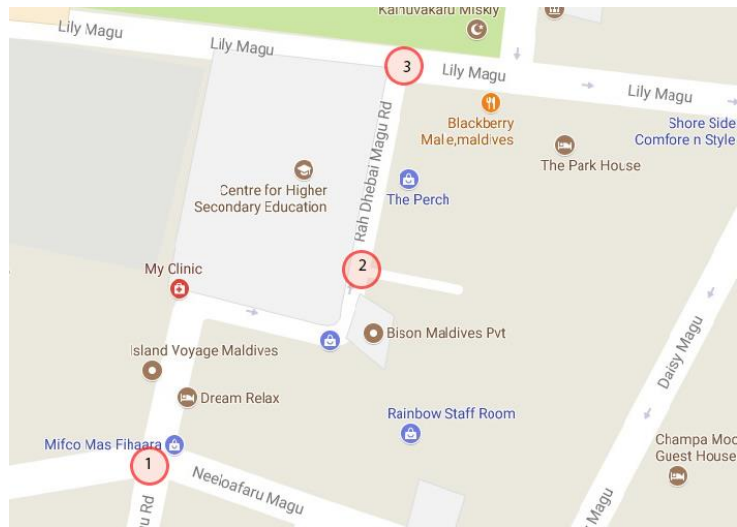 Kalhuvakaru Miskiy
Lily Magu
Lily Magu
3
Lily Magu
Lily Magu
Blackberry
Male,maldives
Shore Side
Comfore n Style
The Park House
Rah Dhebai Magu Rd
Centre for Higher
Secondary Education
The Perch
2
My Clinic
Bison Maldives Pvt
Island Voyage Maldives
Daisy Magu
Dream Relax
Rainbow Staff Room
Mifco Mas Fihaara
1
Champa Moo
Guest House
Neeloafaru Magu
u Rd
Magu